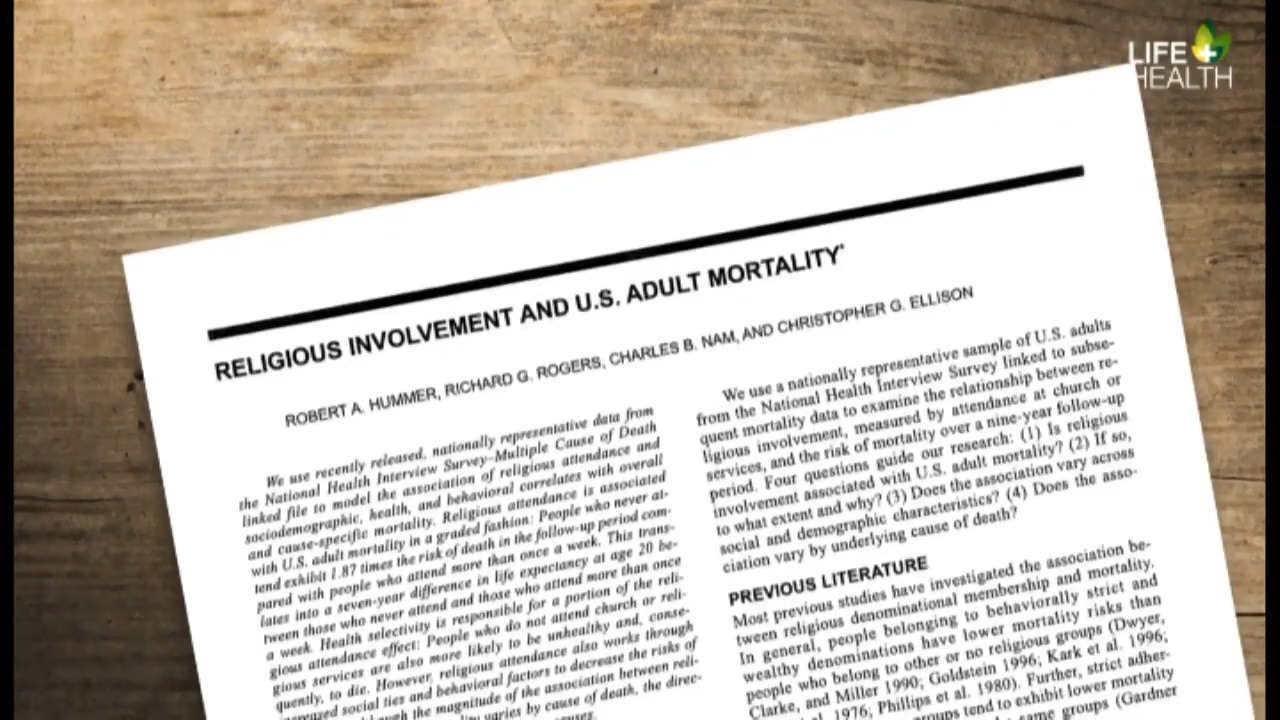 LIFE
HEALTH
RELIGIOUS INVOLVEMENT AND U.S. ADULT MORTALITY*
ROBERT A. HUMMER, RICHARD G. ROGERS, CHARLES B. NAM, AND CHRISTOPHER G. ELLISON
We use recently released, nationally representative data from
the National Health Interview Survey–Multiple Cause of Death
linked file to model the association of religious attendance and
sociodemographic, health, and behavioral correlates with overall
and cause-specific mortality. Religious attendance is associated
with U.S. adult mortality in a graded fashion: People who never at-
tend exhibit 1.87 times the risk of death in the follow-up period com-
pared with people who attend more than once a week. This trans-
lates into a seven-year difference in life expectancy at age 20 be-
tween those who never attend and those who attend more than once
a week. Health selectivity is responsible for a portion of the reli-
gious attendance effect: People who do not attend church or reli-
gious services are also more likely to be unhealthy and, conse-
quently, to die. However, religious attendance also works through
increased social ties and behavioral factors to decrease the risks of
the magnitude of the association between reli-
varies by cause of death, the direc-
We use a nationally representative sample of U.S. adults
from the National Health Interview Survey linked to subse-
quent mortality data to examine the relationship between re-
ligious involvement, measured by attendance at church or
services, and the risk of mortality over a nine-year follow-up
period. Four questions guide our research: (1) Is religious
involvement associated with U.S. adult mortality? (2) If so,
to what extent and why? (3) Does the association vary across
social and demographic characteristics? (4) Does the asso-
ciation vary by underlying cause of death?
PREVIOUS LITERATURE
Most previous studies have investigated the association be-
tween religious denominational membership and mortality.
In general, people belonging to behaviorally strict and
wealthy denominations have lower mortality risks than
people who belong to other or no religious groups (Dwyer,
Clarke, and Miller 1990; Goldstein 1996; Kark et al. 1996;
al. 1976; Phillips et al. 1980). Further, strict adher-
groups tend to exhibit lower mortality
same groups (Gardner